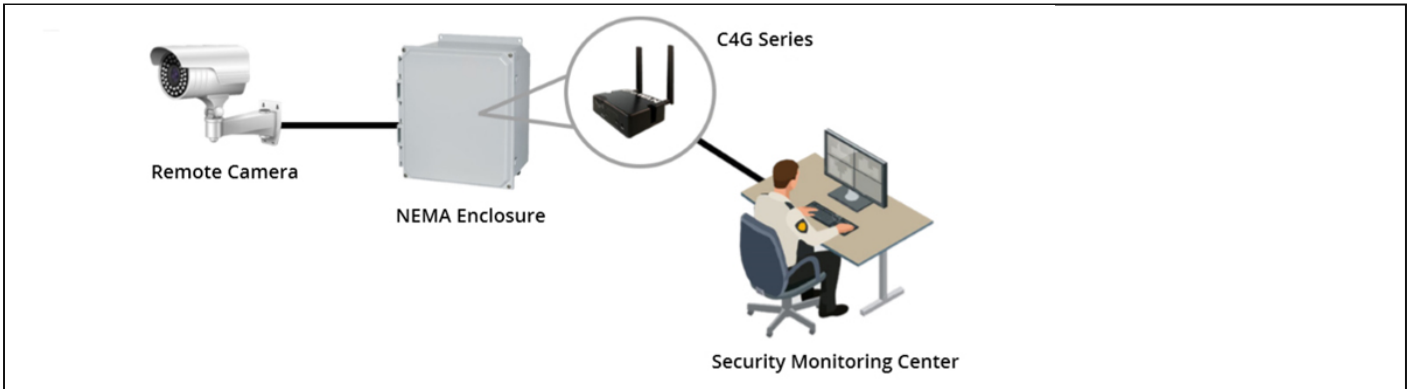 C4G Series
Remote Camera
NEMA Enclosure
Security Monitoring Center